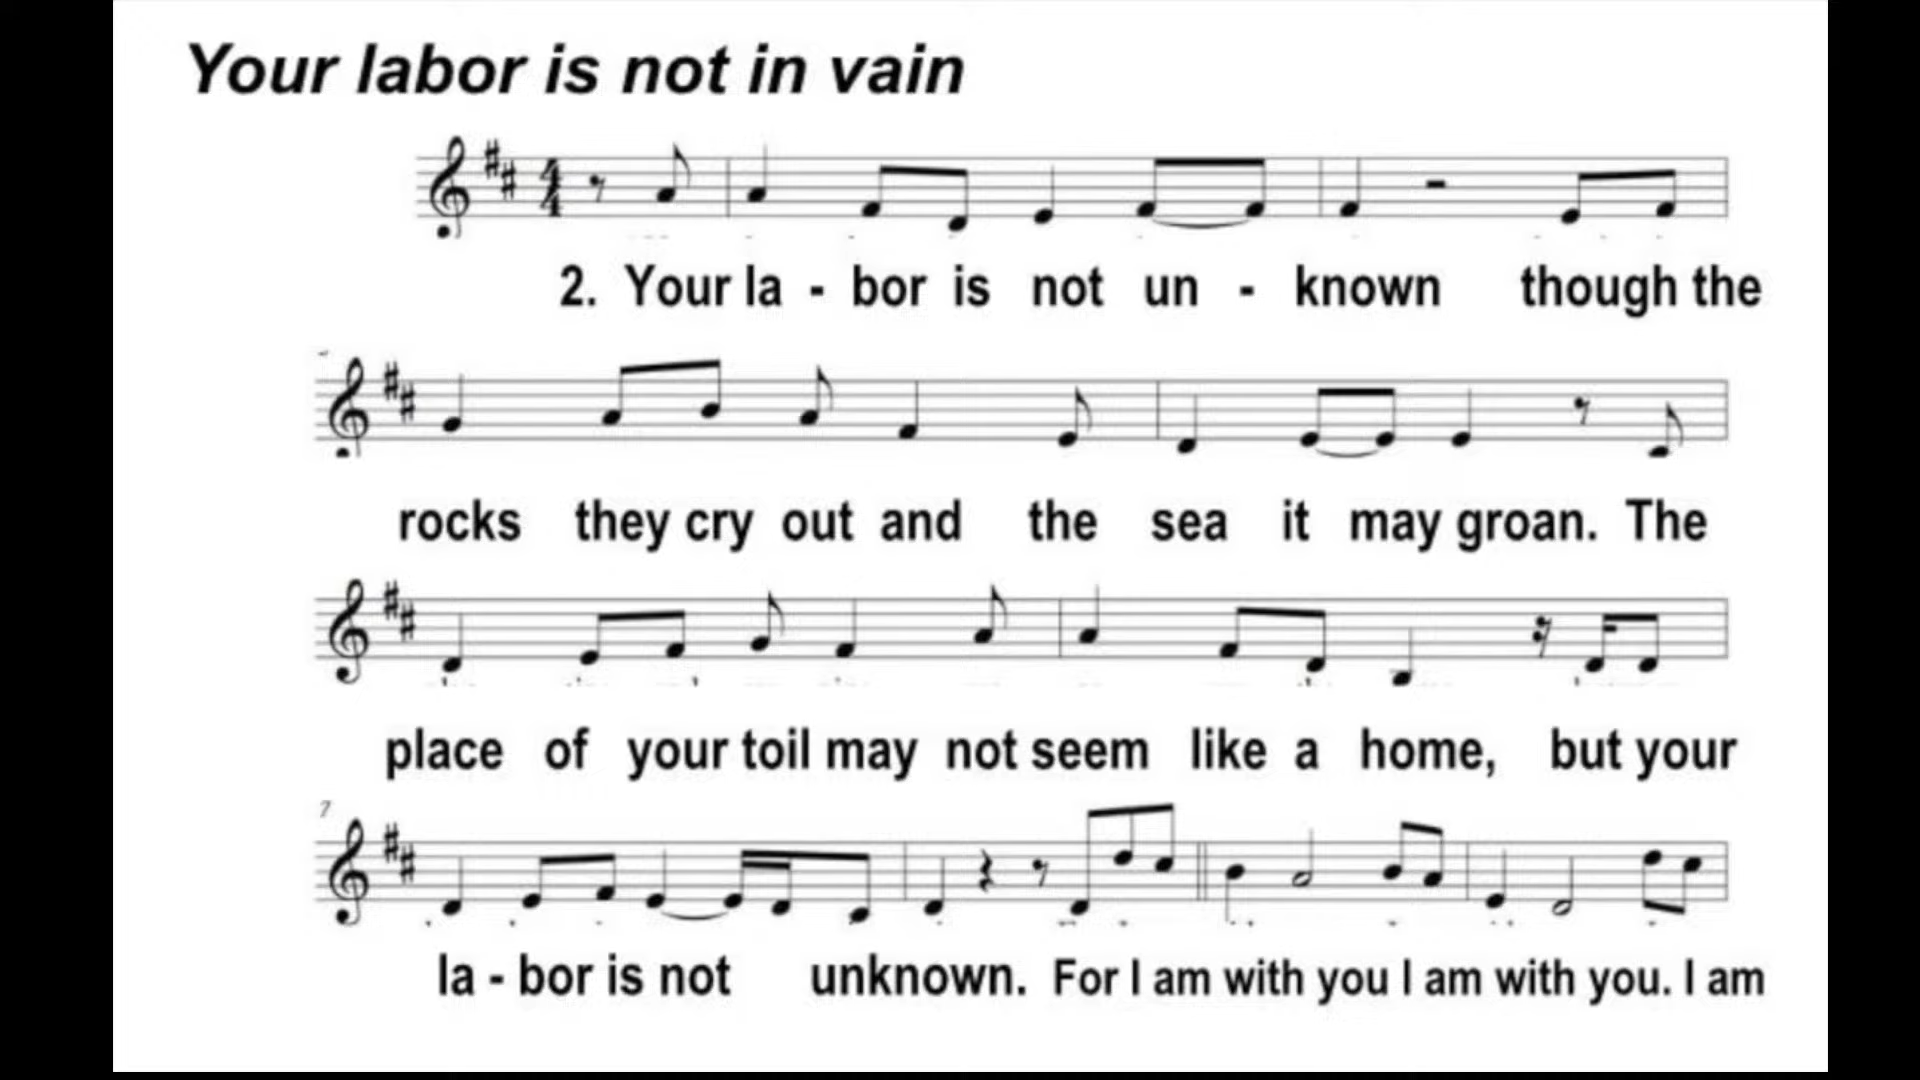 Your labor is not in vain
2. Your la - bor is not un - known though the
rocks they cry out and the sea it may groan. The
place of your toil may not seem like a home, but your
7
la - bor is not unknown. For I am with you I am with you. I am